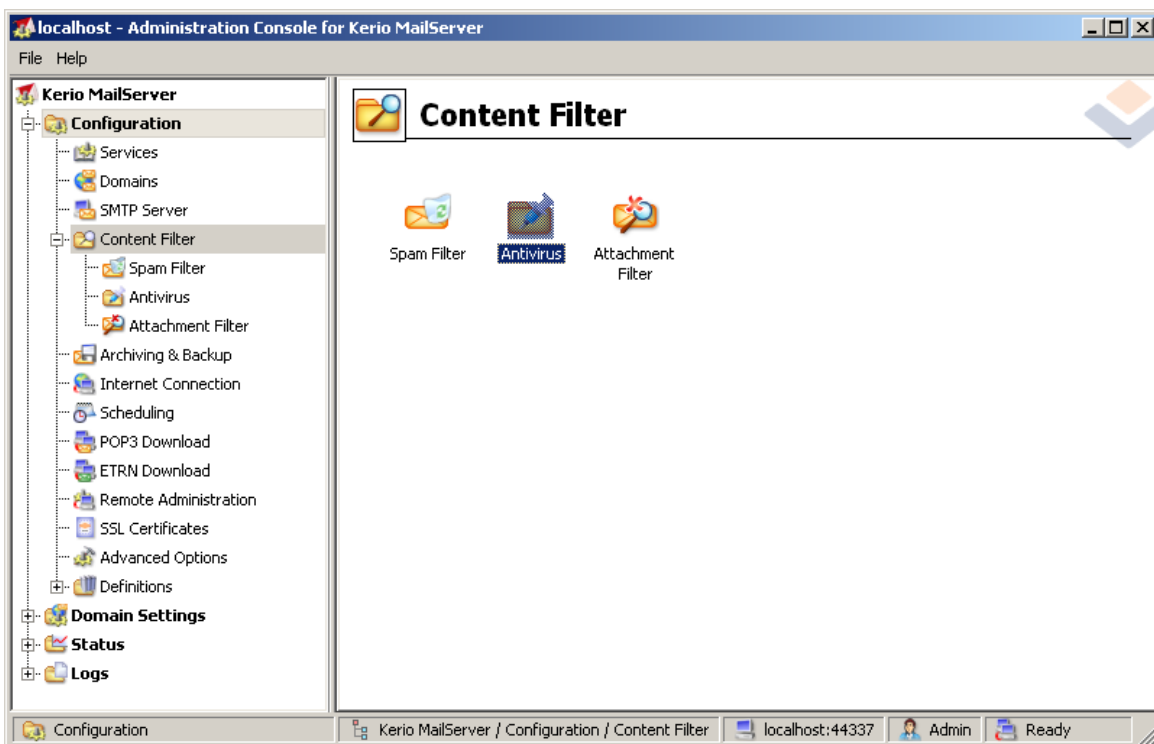 localhost - Administration Console for Kerio MailServer
File Help
Kerio MailServer
Configuration
Services
Domains
SMTP Server
Content Filter
Spam Filter
Antivirus
Attachment Filter
Archiving & Backup
Internet Connection
Scheduling
POP3 Download
ETRN Download
Remote Administration
SSL Certificates
Advanced Options
Definitions
Domain Settings
Status
Logs
Content Filter
Spam Filter
Antivirus
Attachment
Filter
Configuration
Kerio MailServer / Configuration / Content Filter
localhost:44337
Admin
Ready